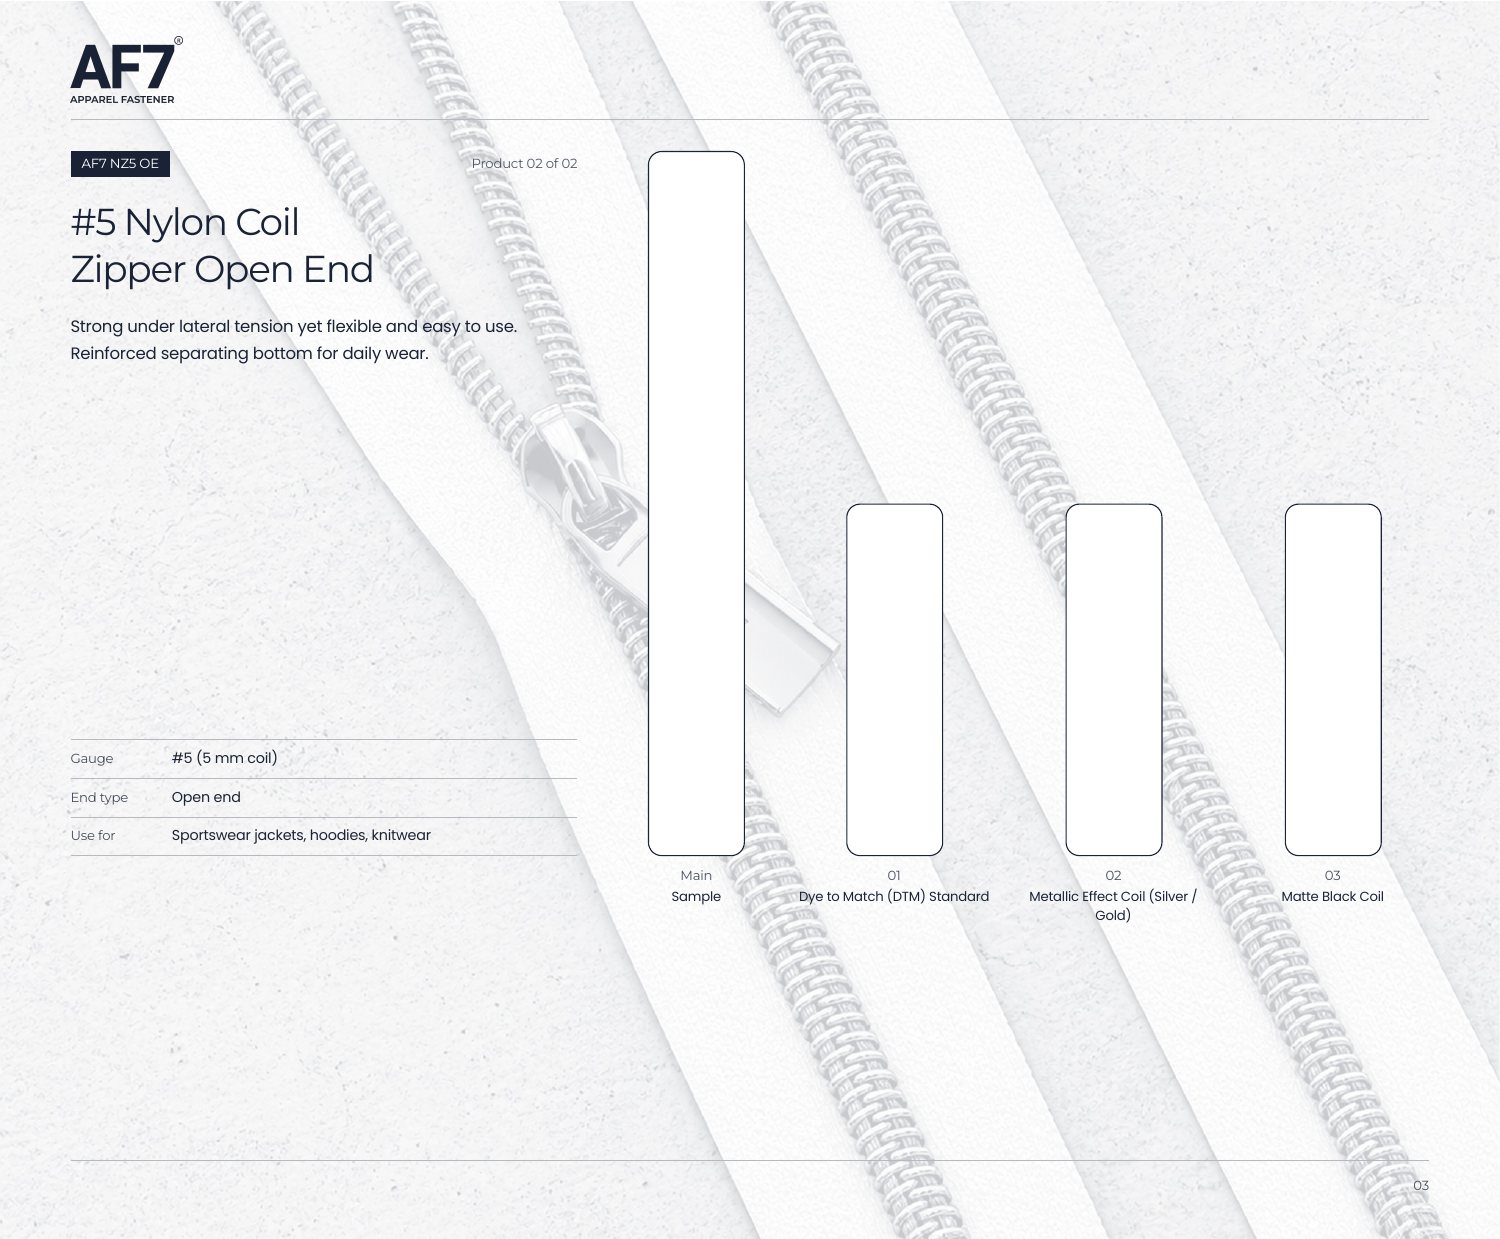 AF7®
APPAREL FASTENER
AF7 NZ5 OE
Product 02 of 02
#5 Nylon Coil
Zipper Open End
Strong under lateral tension yet flexible and easy to use.
Reinforced separating bottom for daily wear.
Gauge #5 (5 mm coil)
End type Open end
Use for Sportswear jackets, hoodies, knitwear
Main
Sample
01
Dye to Match (DTM) Standard
02
Metallic Effect Coil (Silver /
Gold)
03
Matte Black Coil
03